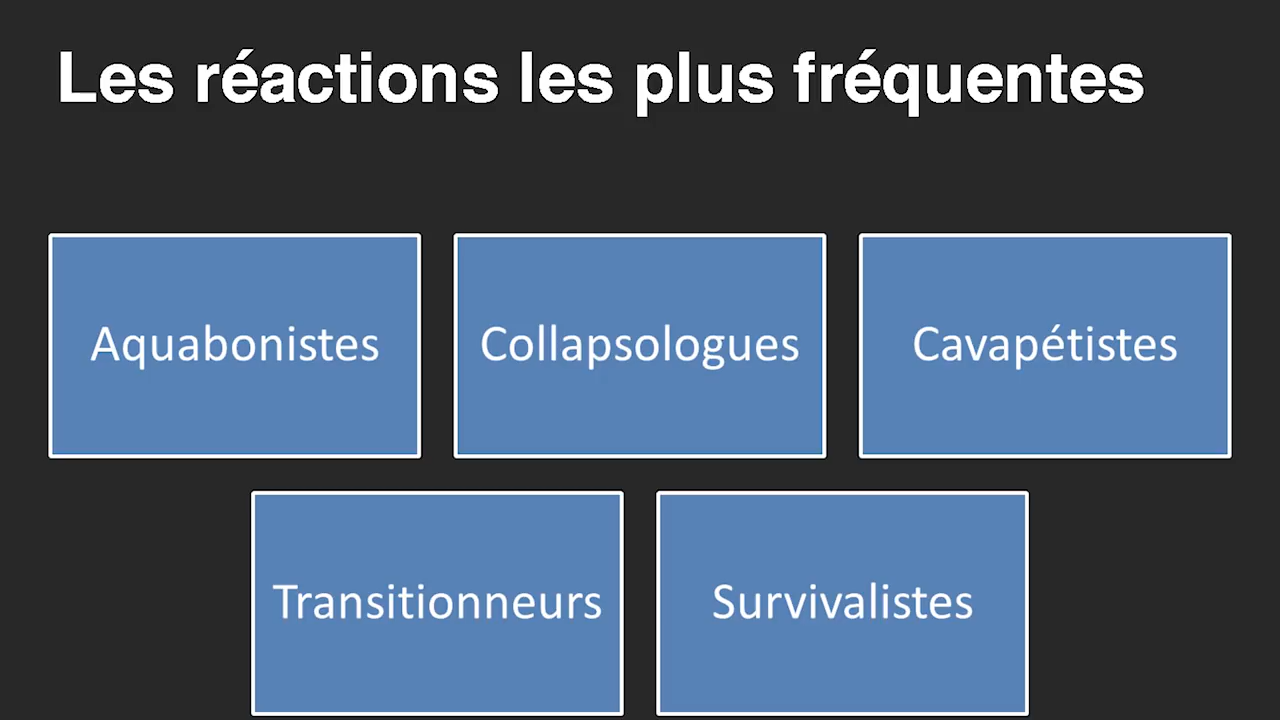 Les réactions les plus fréquentes
Aquabonistes
Collapsologues
Cavapétistes
Transitionneurs
Survivalistes